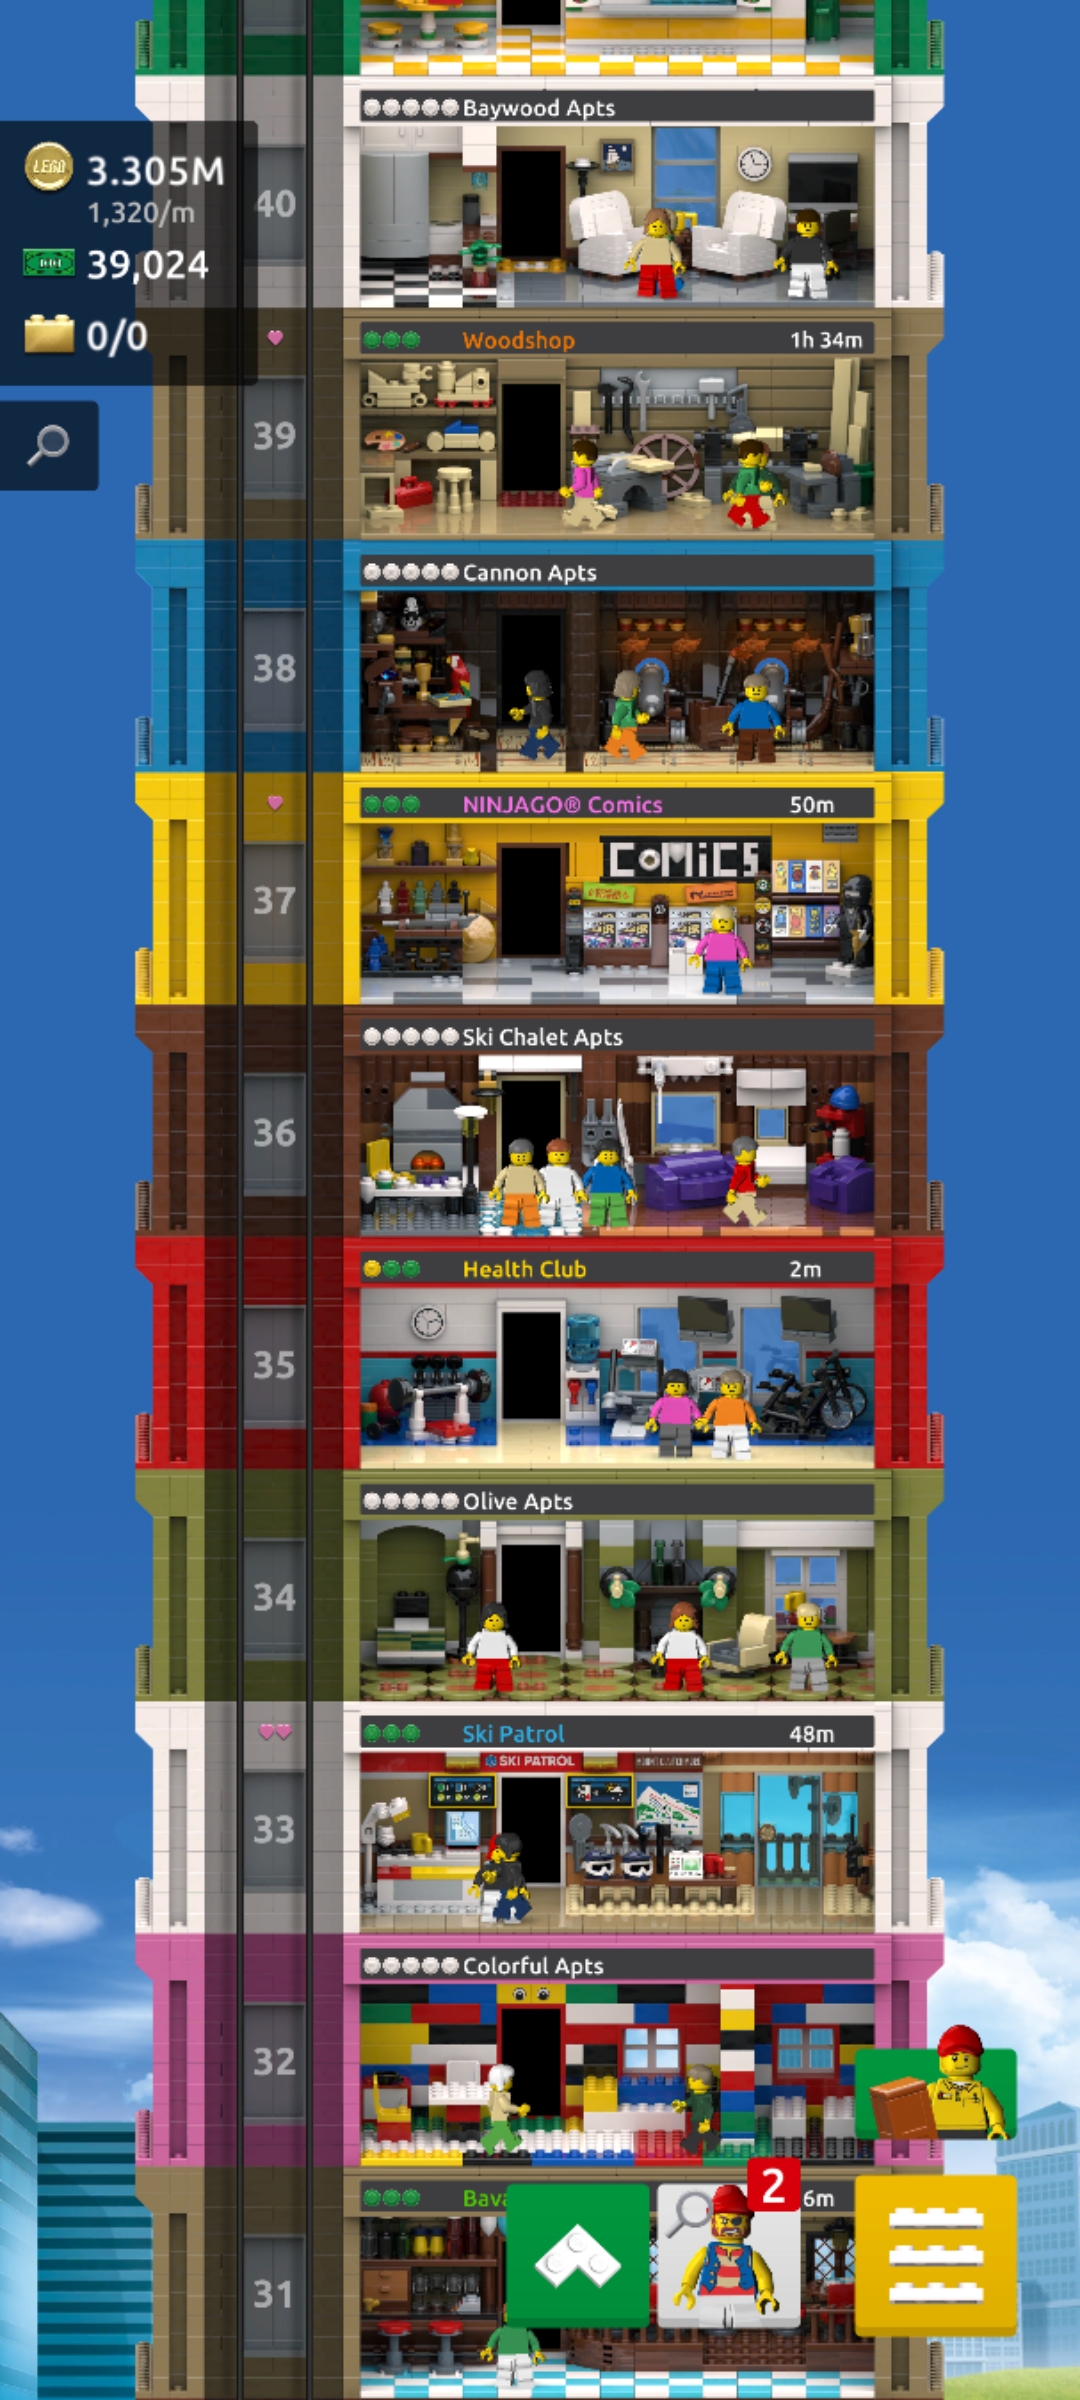 Baywood Apts
LEGO
3.305M
1,320/m
40
39,024
0/0
Woodshop 1h 34m
39
Cannon Apts
38
NINJAGO® Comics 50m
COMiCS
37
Ski Chalet Apts
36
Health Club 2m
35
Olive Apts
34
Ski Patrol 48m
SKI PATROL
33
Colorful Apts
32
2
Bava 6m
31